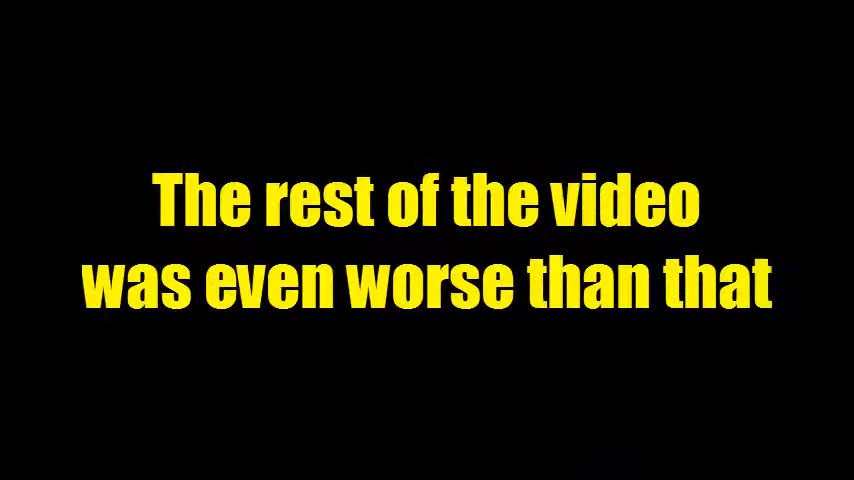 The rest of the video
was even worse than that